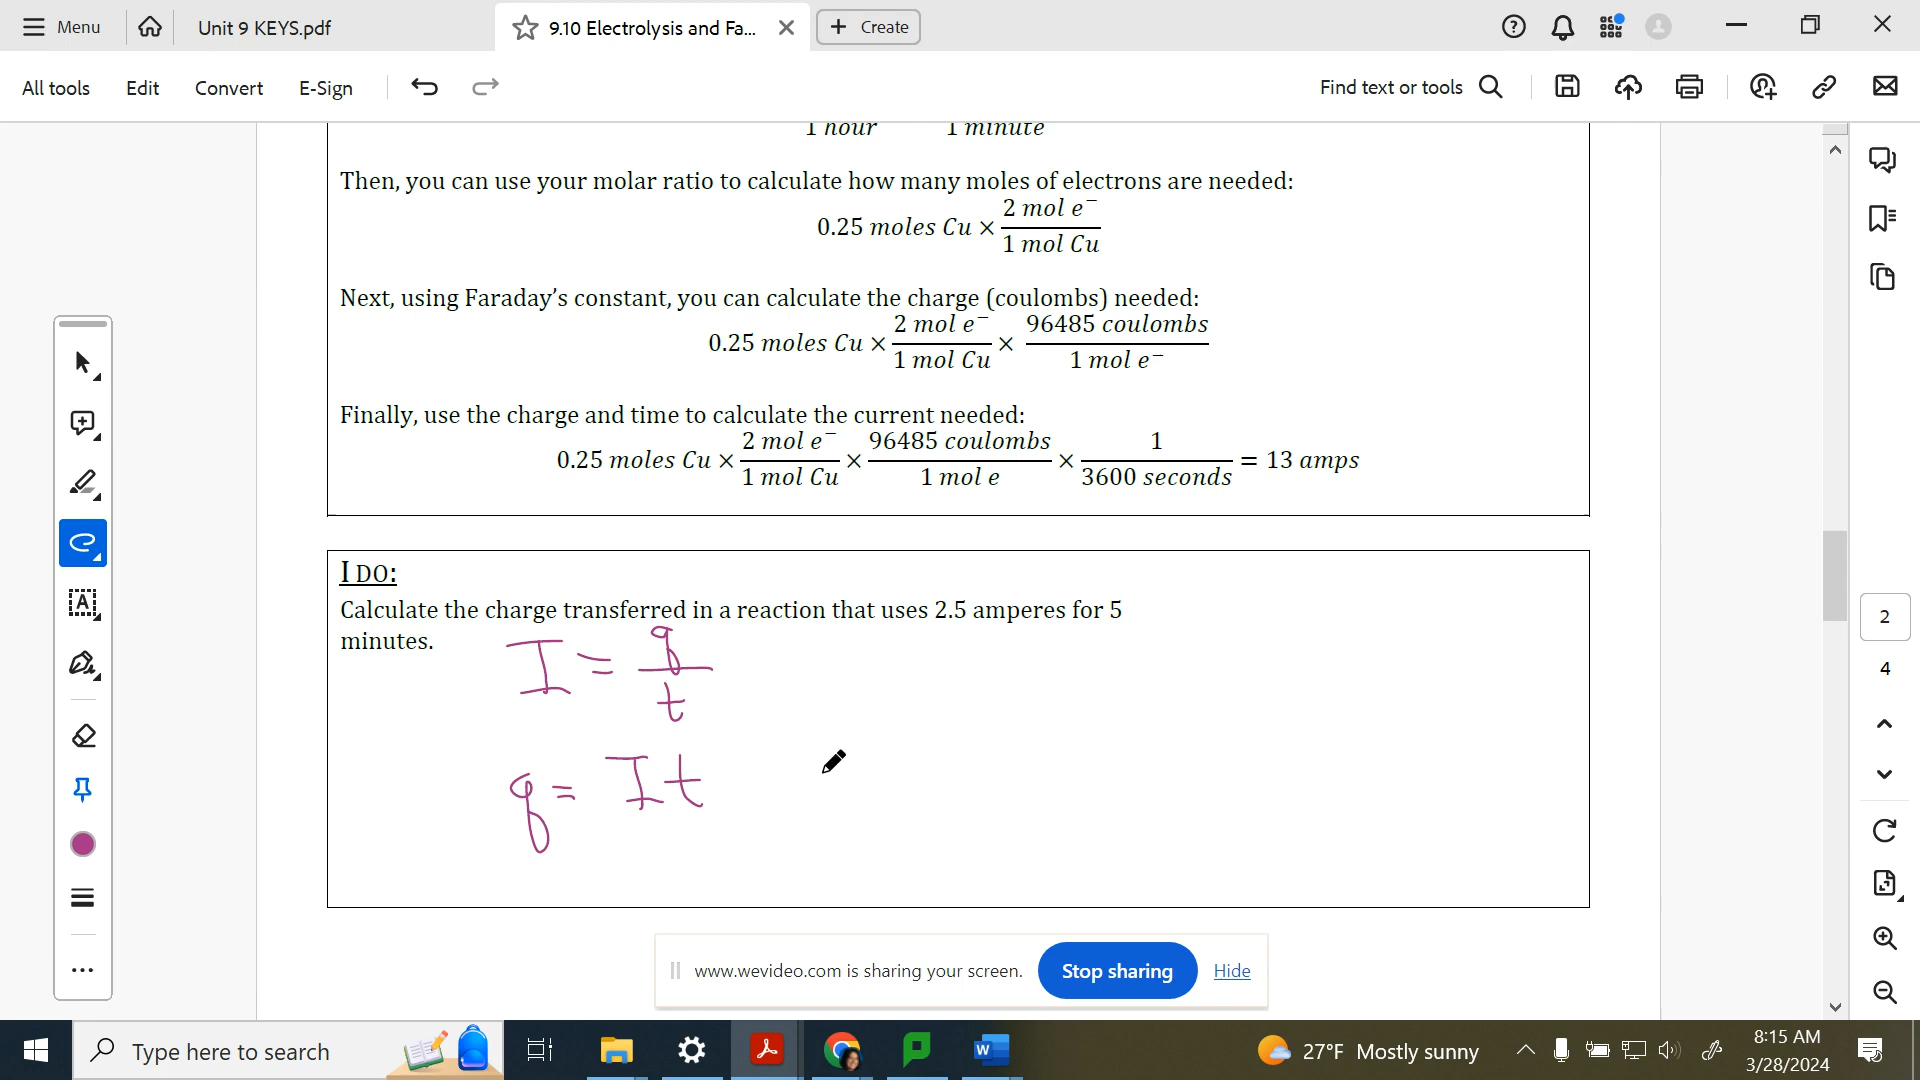 Menu Unit 9 KEYS.pdf 9.10 Electrolysis and Fa... + Create
All tools Edit Convert E-Sign Find text or tools
1 hour 1 minute
Then, you can use your molar ratio to calculate how many moles of electrons are needed:
0.25 moles Cu × 2 mol e⁻ / 1 mol Cu
Next, using Faraday's constant, you can calculate the charge (coulombs) needed:
0.25 moles Cu × 2 mol e⁻ / 1 mol Cu × 96485 coulombs / 1 mol e⁻
Finally, use the charge and time to calculate the current needed:
0.25 moles Cu × 2 mol e⁻ / 1 mol Cu × 96485 coulombs / 1 mol e × 1 / 3600 seconds = 13 amps
I DO:
Calculate the charge transferred in a reaction that uses 2.5 amperes for 5
minutes.
I = q / t
q = It
2
4
www.wevideo.com is sharing your screen. Stop sharing Hide
Type here to search 27°F Mostly sunny 8:15 AM
3/28/2024